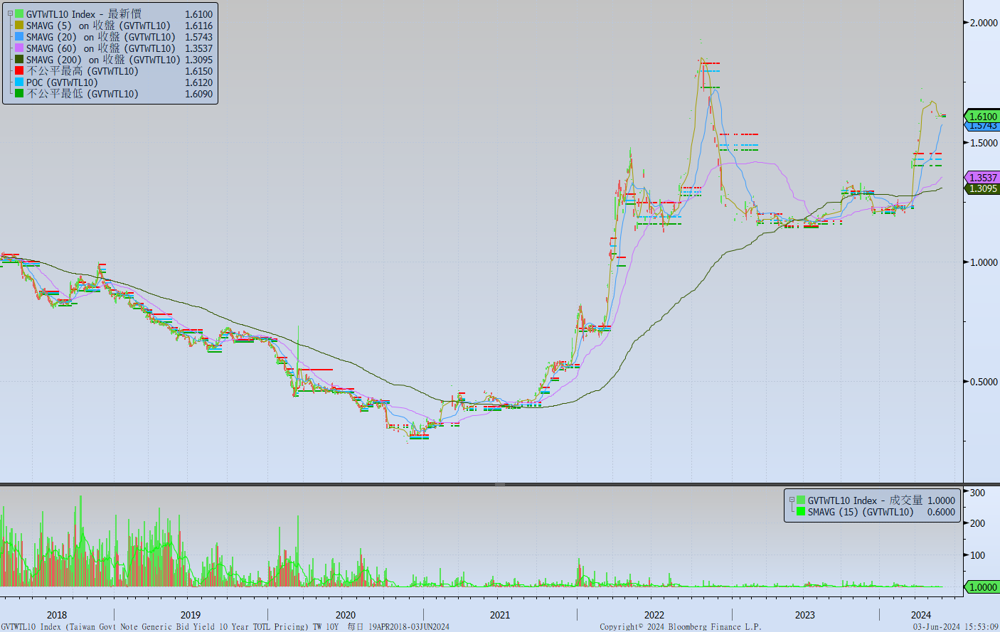 GVTWTL10 Index - 最新價 1.6100
SMAVG (5) on 收盤 (GVTWTL10) 1.6116
SMAVG (20) on 收盤 (GVTWTL10) 1.5743
SMAVG (60) on 收盤 (GVTWTL10) 1.3537
SMAVG (200) on 收盤 (GVTWTL10) 1.3095
不公平最高 (GVTWTL10) 1.6150
POC (GVTWTL10) 1.6120
不公平最低 (GVTWTL10) 1.6090
2.0000
1.6100
1.5743
1.5000
1.3537
1.3095
1.0000
0.5000
GVTWTL10 Index - 成交量 1.0000
SMAVG (15) (GVTWTL10) 0.6000
300
200
100
1.0000
2018 2019 2020 2021 2022 2023 2024
GVTWTL10 Index (Taiwan Govt Note Generic Bid Yield 10 Year TOTL Pricing) TW 10Y 每日 19APR2018-03JUN2024 Copyright© 2024 Bloomberg Finance L.P. 03-Jun-2024 15:53:09